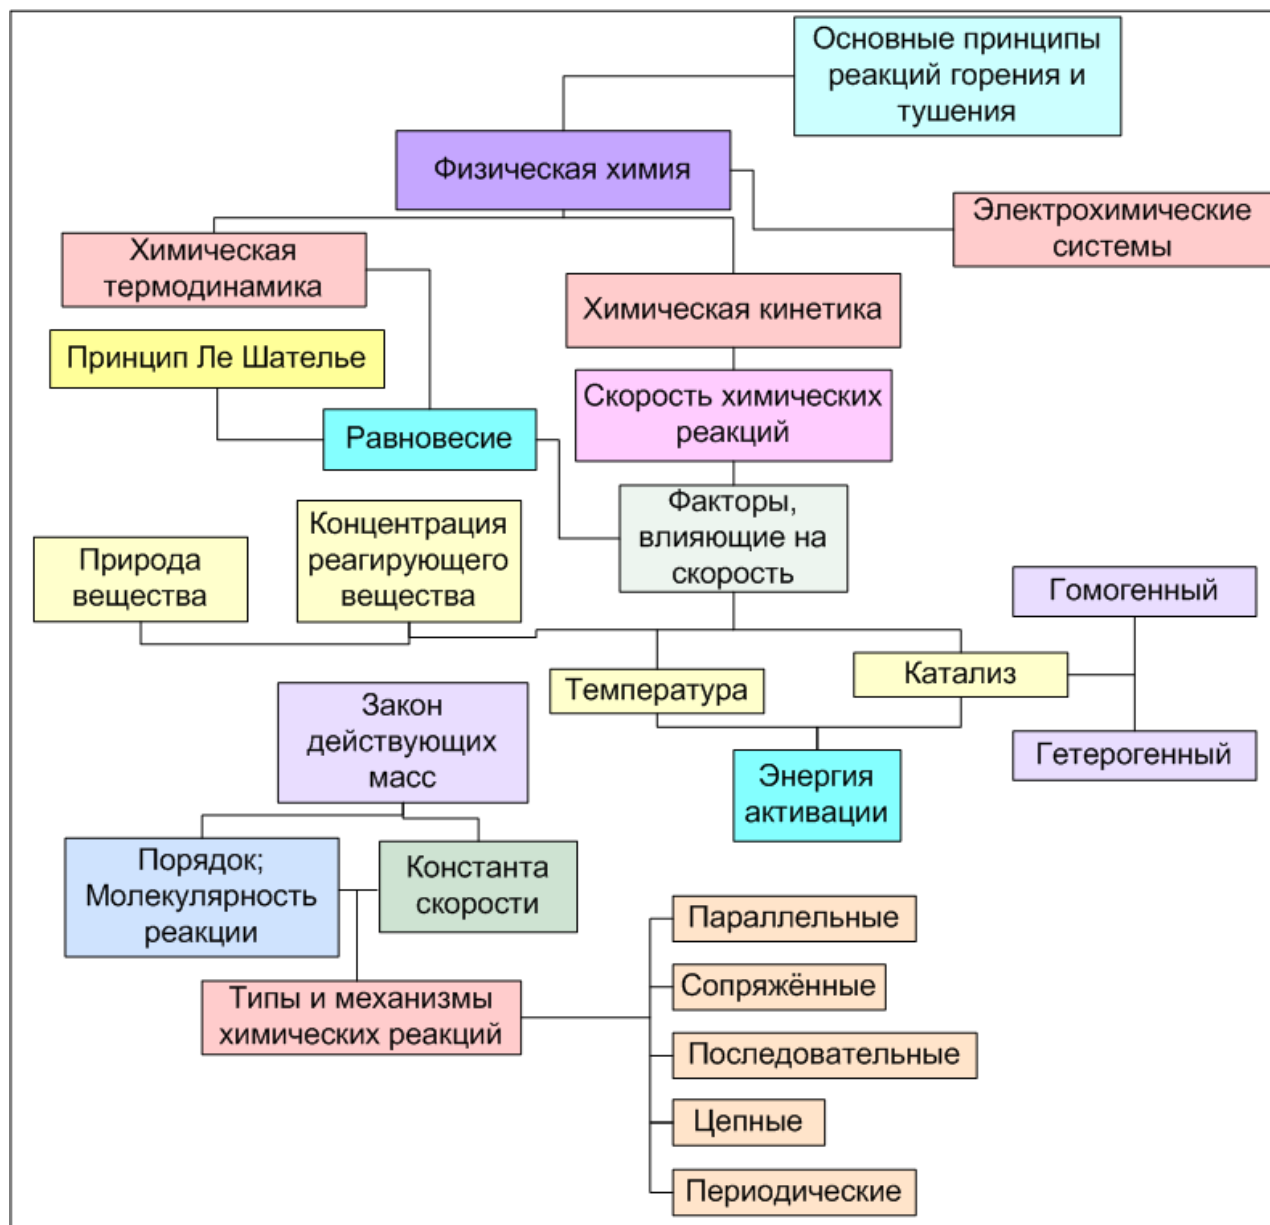 Основные принципы
реакций горения и
тушения
Физическая химия
Электрохимические
системы
Химическая
термодинамика
Химическая кинетика
Принцип Ле Шателье
Скорость химических
реакций
Равновесие
Факторы,
влияющие на
скорость
Концентрация
реагирующего
вещества
Природа
вещества
Гомогенный
Температура
Катализ
Гетерогенный
Закон
действующих
масс
Энергия
активации
Порядок;
Молекулярность
реакции
Константа
скорости
Параллельные
Сопряжённые
Типы и механизмы
химических реакций
Последовательные
Цепные
Периодические